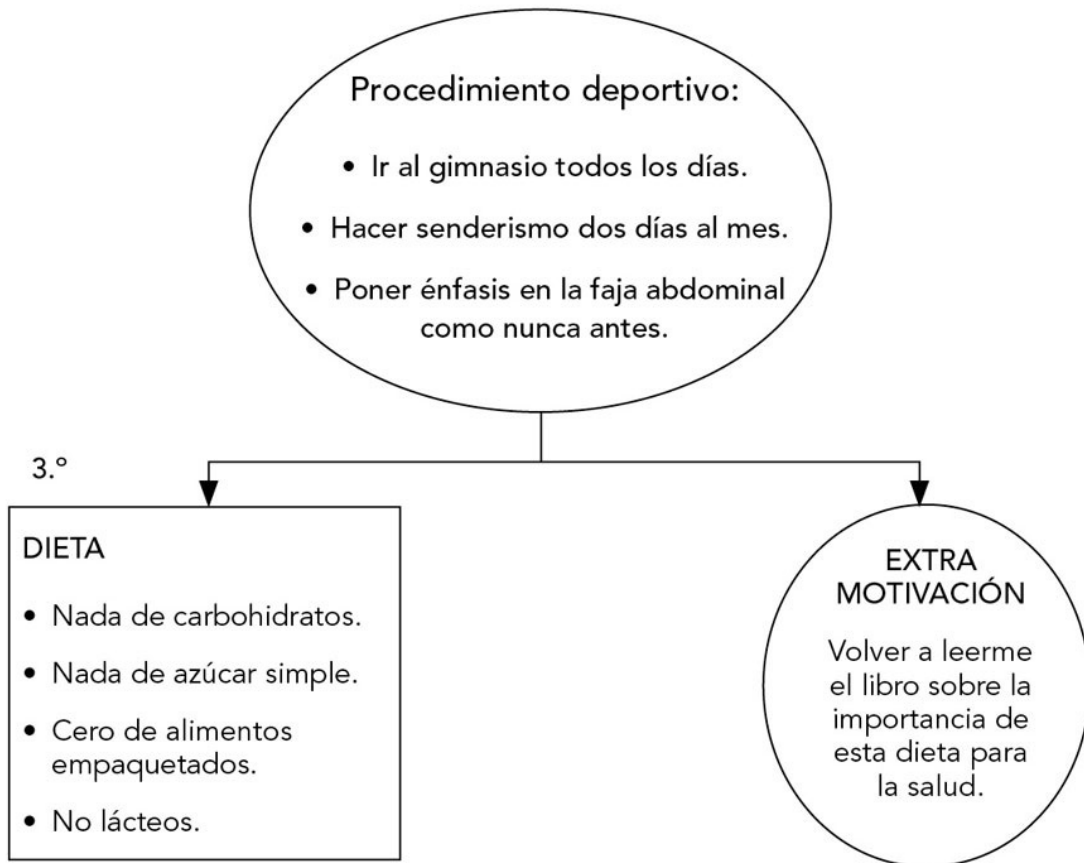 Procedimiento deportivo:
• Ir al gimnasio todos los días.
• Hacer senderismo dos días al mes.
• Poner énfasis en la faja abdominal
como nunca antes.
3.º
DIETA
• Nada de carbohidratos.
• Nada de azúcar simple.
• Cero de alimentos
empaquetados.
• No lácteos.
EXTRA
MOTIVACIÓN
Volver a leerme
el libro sobre la
importancia de
esta dieta para
la salud.